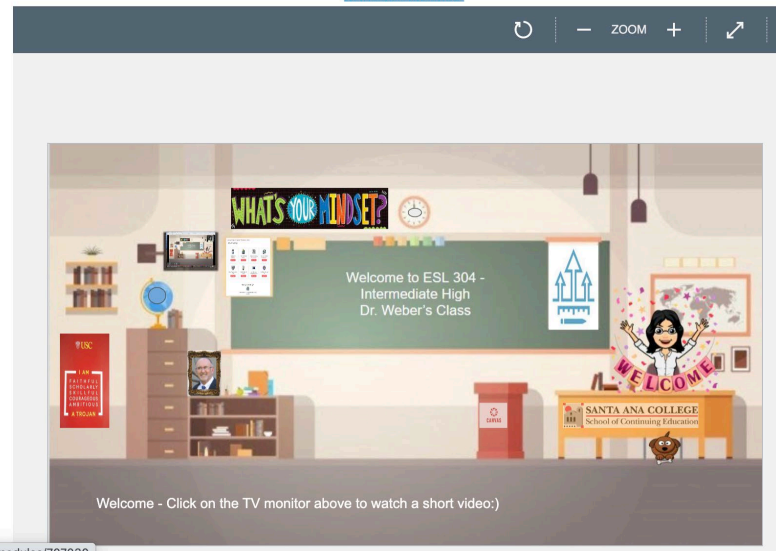 ZOOM
WHAT'S YOUR MINDSET?
Welcome to ESL 304 -
Intermediate High
Dr. Weber's Class
USC
I AM
FAITHFUL
SCHOLARLY
SKILLFUL
COURAGEOUS
AMBITIOUS
A TROJAN
WELCOME
CANVAS
SANTA ANA COLLEGE
School of Continuing Education
Welcome - Click on the TV monitor above to watch a short video:)